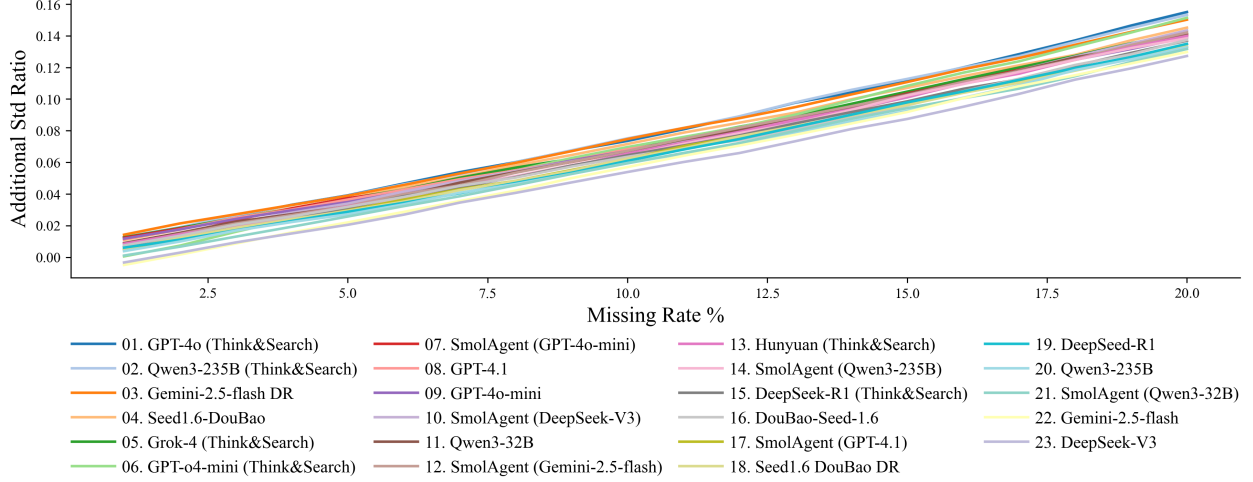 0.16
0.14
0.12
0.10
0.08
0.06
0.04
0.02
0.00
Additional Std Ratio
2.5 5.0 7.5 10.0 12.5 15.0 17.5 20.0
Missing Rate %
01. GPT-4o (Think&Search)
02. Qwen3-235B (Think&Search)
03. Gemini-2.5-flash DR
04. Seed1.6-DouBao
05. Grok-4 (Think&Search)
06. GPT-o4-mini (Think&Search)
07. SmolAgent (GPT-4o-mini)
08. GPT-4.1
09. GPT-4o-mini
10. SmolAgent (DeepSeek-V3)
11. Qwen3-32B
12. SmolAgent (Gemini-2.5-flash)
13. Hunyuan (Think&Search)
14. SmolAgent (Qwen3-235B)
15. DeepSeek-R1 (Think&Search)
16. DouBao-Seed-1.6
17. SmolAgent (GPT-4.1)
18. Seed1.6 DouBao DR
19. DeepSeed-R1
20. Qwen3-235B
21. SmolAgent (Qwen3-32B)
22. Gemini-2.5-flash
23. DeepSeek-V3